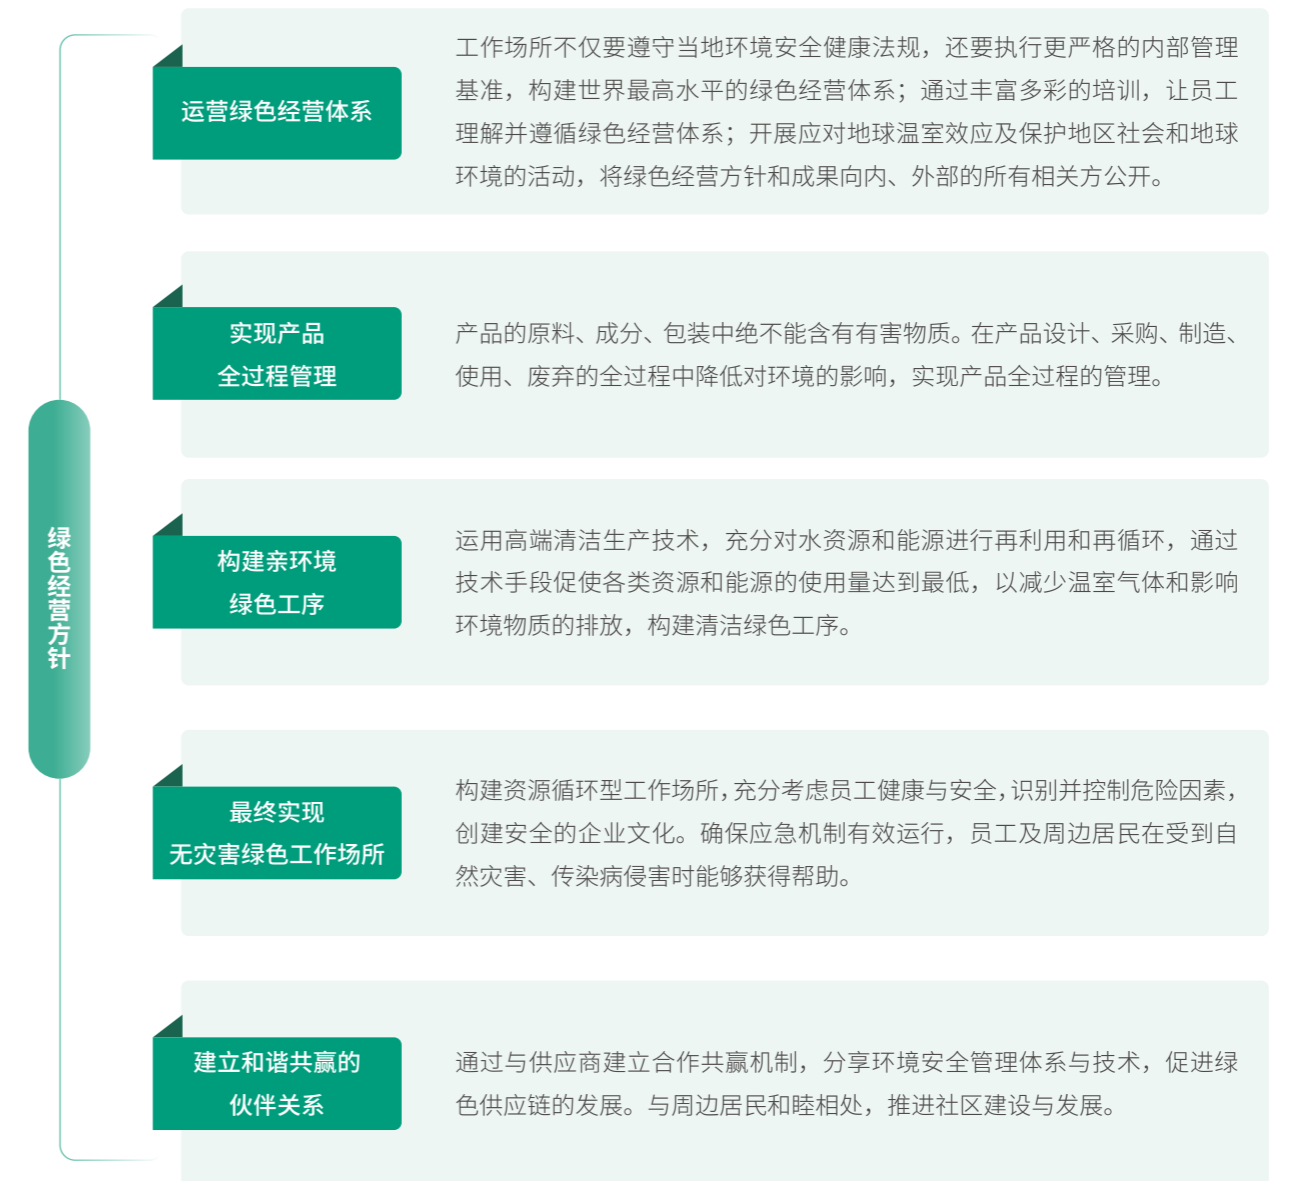 绿色经营方针
运营绿色经营体系
工作场所不仅要遵守当地环境安全健康法规，还要执行更严格的内部管理
基准，构建世界最高水平的绿色经营体系；通过丰富多彩的培训，让员工
理解并遵循绿色经营体系；开展应对地球温室效应及保护地区社会和地球
环境的活动，将绿色经营方针和成果向内、外部的所有相关方公开。
实现产品
全过程管理
产品的原料、成分、包装中绝不能含有有害物质。在产品设计、采购、制造、
使用、废弃的全过程中降低对环境的影响，实现产品全过程的管理。
构建亲环境
绿色工序
运用高端清洁生产技术，充分对水资源和能源进行再利用和再循环，通过
技术手段促使各类资源和能源的使用量达到最低，以减少温室气体和影响
环境物质的排放，构建清洁绿色工序。
最终实现
无灾害绿色工作场所
构建资源循环型工作场所，充分考虑员工健康与安全，识别并控制危险因素，
创建安全的企业文化。确保应急机制有效运行，员工及周边居民在受到自
然灾害、传染病侵害时能够获得帮助。
建立和谐共赢的
伙伴关系
通过与供应商建立合作共赢机制，分享环境安全管理体系与技术，促进绿
色供应链的发展。与周边居民和睦相处，推进社区建设与发展。